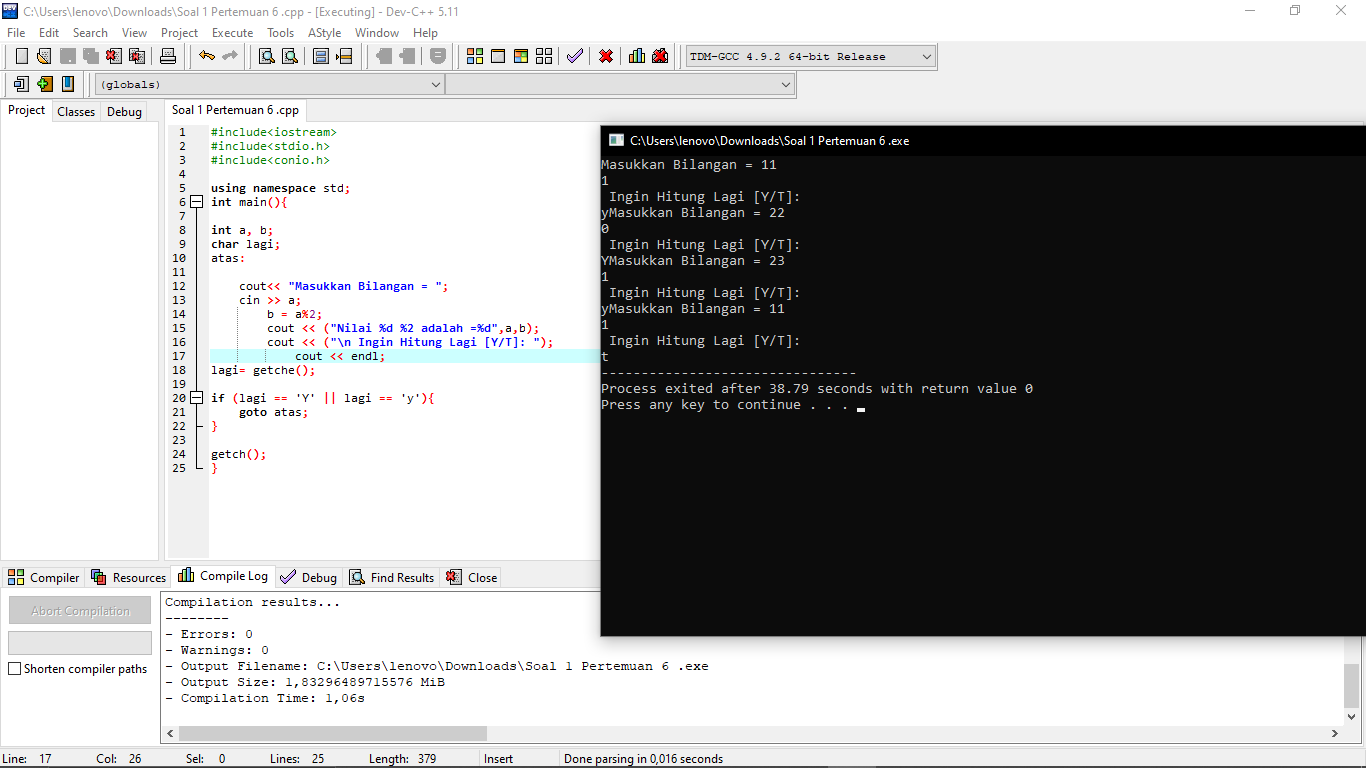 C:\Users\lenovo\Downloads\Soal 1 Pertemuan 6 .cpp - [Executing] - Dev-C++ 5.11
File Edit Search View Project Execute Tools AStyle Window Help
TDM-GCC 4.9.2 64-bit Release
(globals)
Project Classes Debug
Soal 1 Pertemuan 6 .cpp
1 #include<iostream>
2 #include<stdio.h>
3 #include<conio.h>
4
5 using namespace std;
6 int main(){
7
8 int a, b;
9 char lagi;
10 atas:
11
12 cout<< "Masukkan Bilangan = ";
13 cin >> a;
14 b = a%2;
15 cout << ("Nilai %d %2 adalah =%d",a,b);
16 cout << ("\n Ingin Hitung Lagi [Y/T]: ");
17 cout << endl;
18 lagi= getche();
19
20 if (lagi == 'Y' || lagi == 'y'){
21 goto atas;
22 }
23
24 getch();
25 }
C:\Users\lenovo\Downloads\Soal 1 Pertemuan 6 .exe
Masukkan Bilangan = 11
1
Ingin Hitung Lagi [Y/T]:
yMasukkan Bilangan = 22
0
Ingin Hitung Lagi [Y/T]:
YMasukkan Bilangan = 23
1
Ingin Hitung Lagi [Y/T]:
yMasukkan Bilangan = 11
1
Ingin Hitung Lagi [Y/T]:
t
--------------------------------
Process exited after 38.79 seconds with return value 0
Press any key to continue . . .
Compiler Resources Compile Log Debug Find Results Close
Abort Compilation
Shorten compiler paths
Compilation results...
--------
- Errors: 0
- Warnings: 0
- Output Filename: C:\Users\lenovo\Downloads\Soal 1 Pertemuan 6 .exe
- Output Size: 1,83296489715576 MiB
- Compilation Time: 1,06s
Line: 17 Col: 26 Sel: 0 Lines: 25 Length: 379 Insert Done parsing in 0,016 seconds